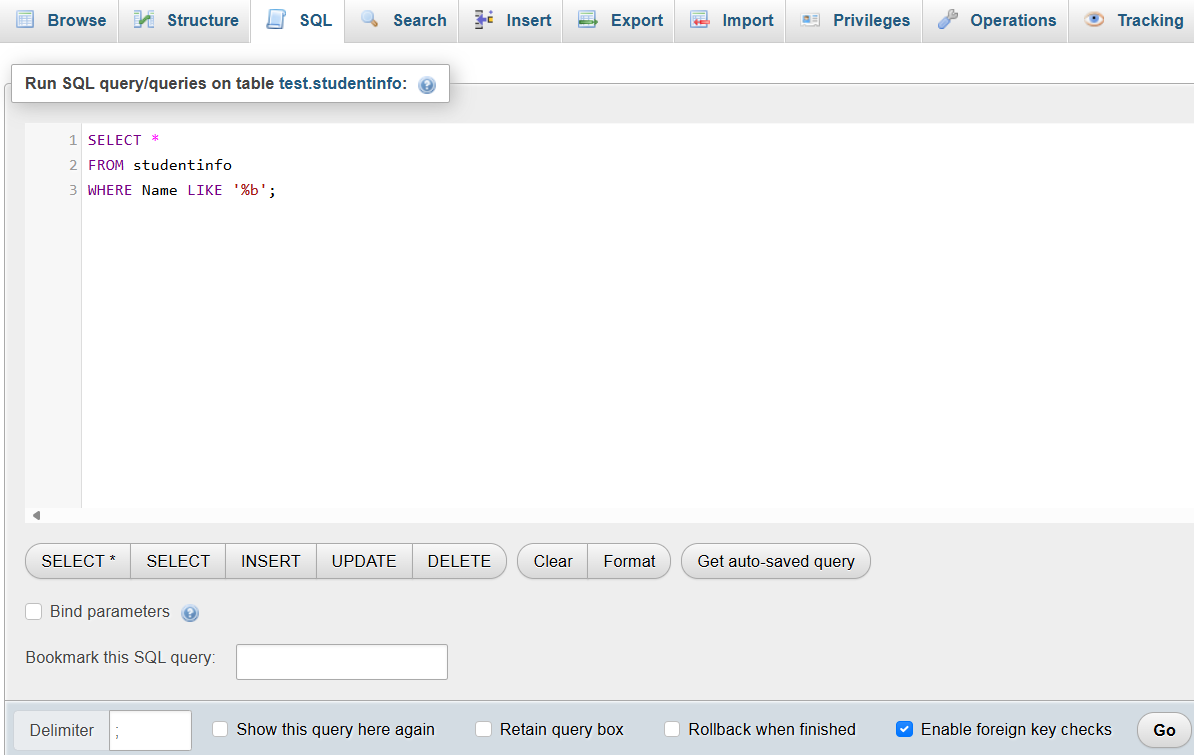 Browse Structure SQL Search Insert Export Import Privileges Operations Tracking
Run SQL query/queries on table test.studentinfo:
1 SELECT *
2 FROM studentinfo
3 WHERE Name LIKE '%b';
SELECT * SELECT INSERT UPDATE DELETE Clear Format Get auto-saved query
Bind parameters
Bookmark this SQL query:
Delimiter ; Show this query here again Retain query box Rollback when finished Enable foreign key checks Go